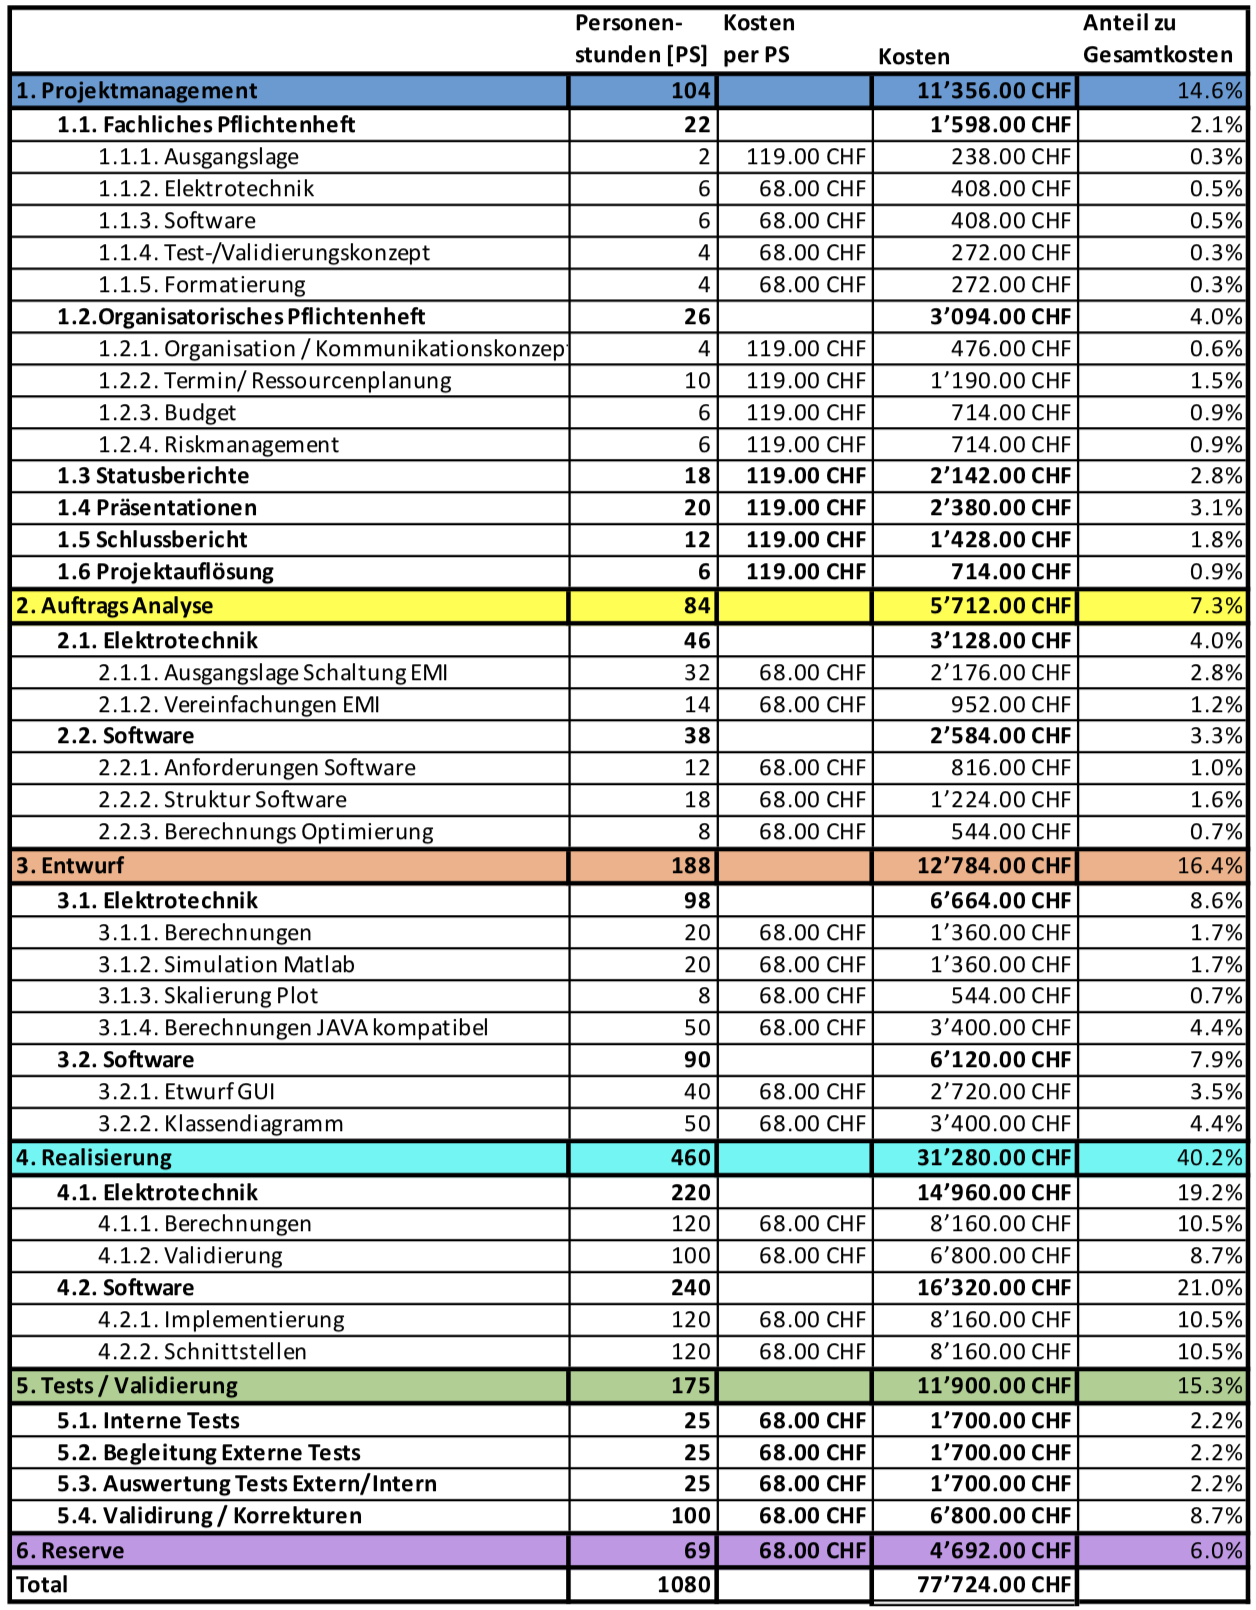 Personenstunden [PS] Kosten per PS Kosten Anteil zu Gesamtkosten
1. Projektmanagement 104 11’356.00 CHF 14.6%
1.1. Fachliches Pflichtenheft 22 1’598.00 CHF 2.1%
1.1.1. Ausgangslage 2 119.00 CHF 238.00 CHF 0.3%
1.1.2. Elektrotechnik 6 68.00 CHF 408.00 CHF 0.5%
1.1.3. Software 6 68.00 CHF 408.00 CHF 0.5%
1.1.4. Test-/Validierungskonzept 4 68.00 CHF 272.00 CHF 0.3%
1.1.5. Formatierung 4 68.00 CHF 272.00 CHF 0.3%
1.2.Organisatorisches Pflichtenheft 26 3’094.00 CHF 4.0%
1.2.1. Organisation / Kommunikationskonzep 4 119.00 CHF 476.00 CHF 0.6%
1.2.2. Termin/ Ressourcenplanung 10 119.00 CHF 1’190.00 CHF 1.5%
1.2.3. Budget 6 119.00 CHF 714.00 CHF 0.9%
1.2.4. Riskmanagement 6 119.00 CHF 714.00 CHF 0.9%
1.3 Statusberichte 18 119.00 CHF 2’142.00 CHF 2.8%
1.4 Präsentationen 20 119.00 CHF 2’380.00 CHF 3.1%
1.5 Schlussbericht 12 119.00 CHF 1’428.00 CHF 1.8%
1.6 Projektauflösung 6 119.00 CHF 714.00 CHF 0.9%
2. Auftrags Analyse 84 5’712.00 CHF 7.3%
2.1. Elektrotechnik 46 3’128.00 CHF 4.0%
2.1.1. Ausgangslage Schaltung EMI 32 68.00 CHF 2’176.00 CHF 2.8%
2.1.2. Vereinfachungen EMI 14 68.00 CHF 952.00 CHF 1.2%
2.2. Software 38 2’584.00 CHF 3.3%
2.2.1. Anforderungen Software 12 68.00 CHF 816.00 CHF 1.0%
2.2.2. Struktur Software 18 68.00 CHF 1’224.00 CHF 1.6%
2.2.3. Berechnungs Optimierung 8 68.00 CHF 544.00 CHF 0.7%
3. Entwurf 188 12’784.00 CHF 16.4%
3.1. Elektrotechnik 98 6’664.00 CHF 8.6%
3.1.1. Berechnungen 20 68.00 CHF 1’360.00 CHF 1.7%
3.1.2. Simulation Matlab 20 68.00 CHF 1’360.00 CHF 1.7%
3.1.3. Skalierung Plot 8 68.00 CHF 544.00 CHF 0.7%
3.1.4. Berechnungen JAVA kompatibel 50 68.00 CHF 3’400.00 CHF 4.4%
3.2. Software 90 6’120.00 CHF 7.9%
3.2.1. Etwurf GUI 40 68.00 CHF 2’720.00 CHF 3.5%
3.2.2. Klassendiagramm 50 68.00 CHF 3’400.00 CHF 4.4%
4. Realisierung 460 31’280.00 CHF 40.2%
4.1. Elektrotechnik 220 14’960.00 CHF 19.2%
4.1.1. Berechnungen 120 68.00 CHF 8’160.00 CHF 10.5%
4.1.2. Validierung 100 68.00 CHF 6’800.00 CHF 8.7%
4.2. Software 240 16’320.00 CHF 21.0%
4.2.1. Implementierung 120 68.00 CHF 8’160.00 CHF 10.5%
4.2.2. Schnittstellen 120 68.00 CHF 8’160.00 CHF 10.5%
5. Tests / Validierung 175 11’900.00 CHF 15.3%
5.1. Interne Tests 25 68.00 CHF 1’700.00 CHF 2.2%
5.2. Begleitung Externe Tests 25 68.00 CHF 1’700.00 CHF 2.2%
5.3. Auswertung Tests Extern/Intern 25 68.00 CHF 1’700.00 CHF 2.2%
5.4. Validirung / Korrekturen 100 68.00 CHF 6’800.00 CHF 8.7%
6. Reserve 69 68.00 CHF 4’692.00 CHF 6.0%
Total 1080 77’724.00 CHF